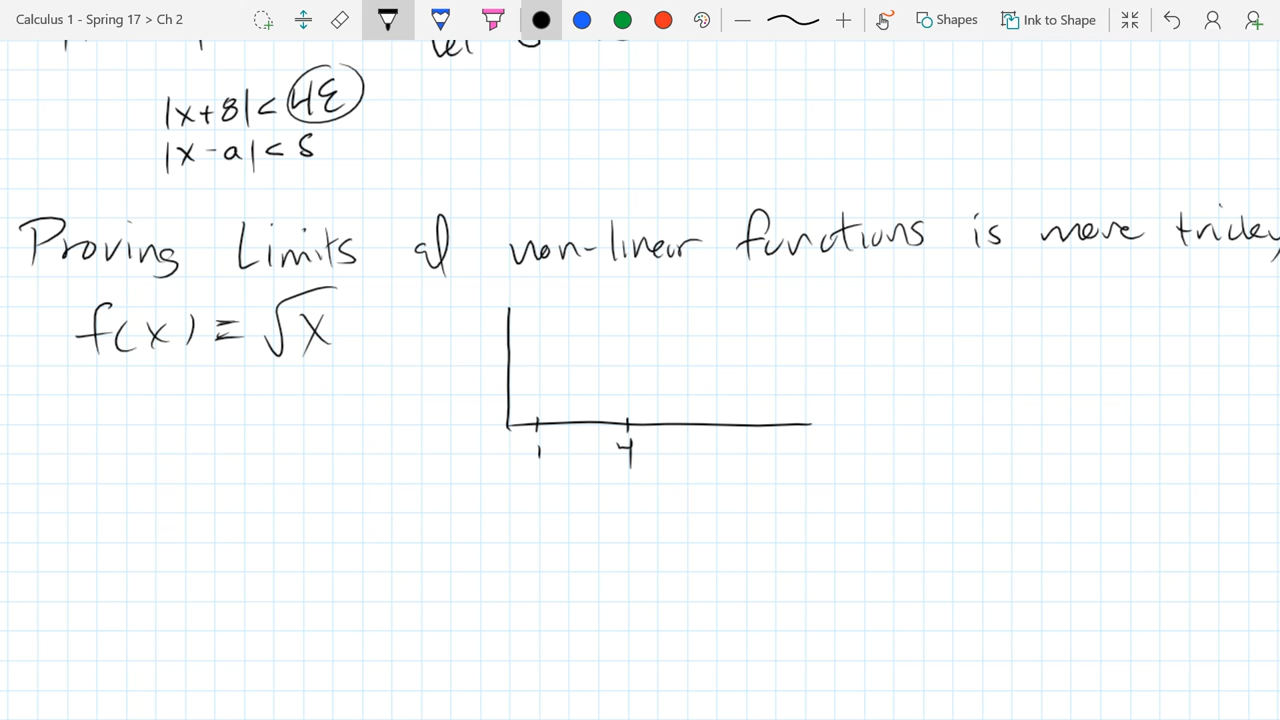 Calculus 1 - Spring 17 > Ch 2
Shapes
Ink to Shape
let
|x+8| < 4ε
|x-a| < δ
Proving Limits of non-linear functions is more tricky
f(x) = √x
1 4